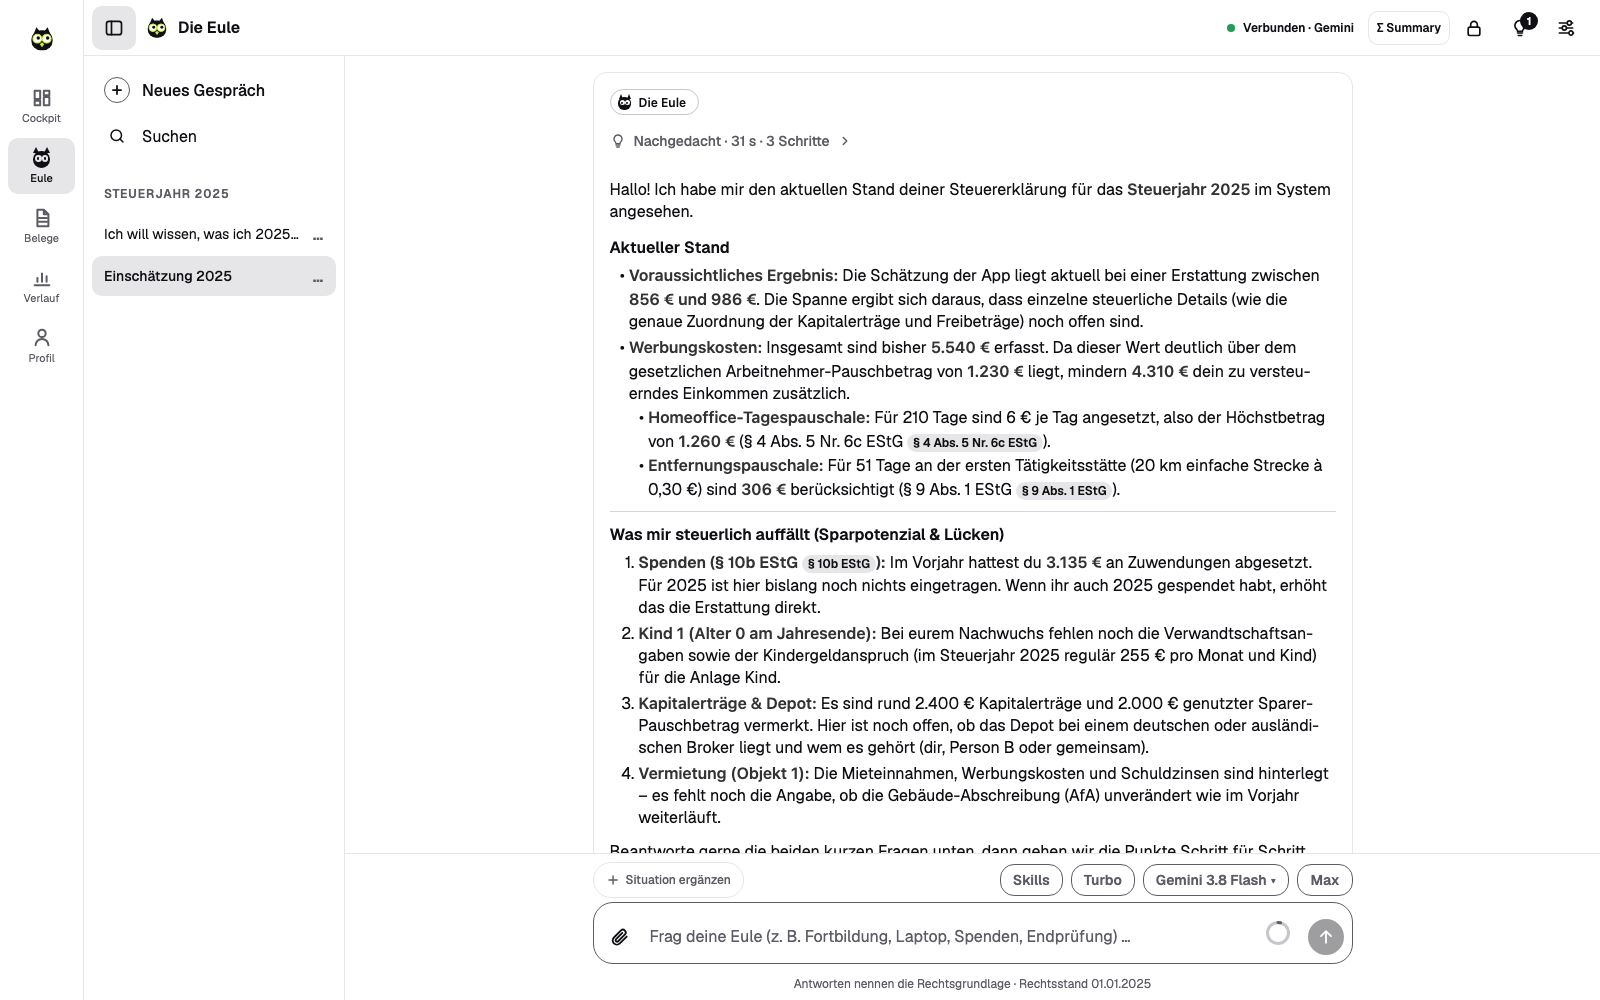 Die Eule
Verbunden · Gemini
Σ Summary
1
Cockpit
Eule
Belege
Verlauf
Profil
Neues Gespräch
Suchen
STEUERJAHR 2025
Ich will wissen, was ich 2025... ...
Einschätzung 2025 ...
Die Eule
Nachgedacht · 31 s · 3 Schritte
Hallo! Ich habe mir den aktuellen Stand deiner Steuererklärung für das Steuerjahr 2025 im System
angesehen.
Aktueller Stand
• Voraussichtliches Ergebnis: Die Schätzung der App liegt aktuell bei einer Erstattung zwischen
856 € und 986 €. Die Spanne ergibt sich daraus, dass einzelne steuerliche Details (wie die
genaue Zuordnung der Kapitalerträge und Freibeträge) noch offen sind.
• Werbungskosten: Insgesamt sind bisher 5.540 € erfasst. Da dieser Wert deutlich über dem
gesetzlichen Arbeitnehmer-Pauschbetrag von 1.230 € liegt, mindern 4.310 € dein zu versteu-
erndes Einkommen zusätzlich.
• Homeoffice-Tagespauschale: Für 210 Tage sind 6 € je Tag angesetzt, also der Höchstbetrag
von 1.260 € (§ 4 Abs. 5 Nr. 6c EStG § 4 Abs. 5 Nr. 6c EStG ).
• Entfernungspauschale: Für 51 Tage an der ersten Tätigkeitsstätte (20 km einfache Strecke à
0,30 €) sind 306 € berücksichtigt (§ 9 Abs. 1 EStG § 9 Abs. 1 EStG ).
Was mir steuerlich auffällt (Sparpotenzial & Lücken)
1. Spenden (§ 10b EStG § 10b EStG ): Im Vorjahr hattest du 3.135 € an Zuwendungen abgesetzt.
Für 2025 ist hier bislang noch nichts eingetragen. Wenn ihr auch 2025 gespendet habt, erhöht
das die Erstattung direkt.
2. Kind 1 (Alter 0 am Jahresende): Bei eurem Nachwuchs fehlen noch die Verwandtschaftsan-
gaben sowie der Kindergeldanspruch (im Steuerjahr 2025 regulär 255 € pro Monat und Kind)
für die Anlage Kind.
3. Kapitalerträge & Depot: Es sind rund 2.400 € Kapitalerträge und 2.000 € genutzter Sparer-
Pauschbetrag vermerkt. Hier ist noch offen, ob das Depot bei einem deutschen oder ausländi-
schen Broker liegt und wem es gehört (dir, Person B oder gemeinsam).
4. Vermietung (Objekt 1): Die Mieteinnahmen, Werbungskosten und Schuldzinsen sind hinterlegt
– es fehlt noch die Angabe, ob die Gebäude-Abschreibung (AfA) unverändert wie im Vorjahr
weiterläuft.
Beantworte gerne die beiden kurzen Fragen unten, dann gehen wir die Punkte Schritt für Schritt
+ Situation ergänzen
Skills
Turbo
Gemini 3.8 Flash ▾
Max
Frag deine Eule (z. B. Fortbildung, Laptop, Spenden, Endprüfung) ...
Antworten nennen die Rechtsgrundlage · Rechtsstand 01.01.2025